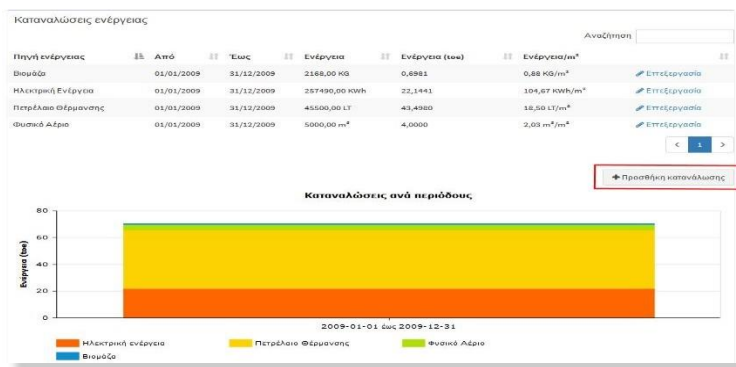 Καταναλώσεις ενέργειας
Αναζήτηση
Πηγή ενέργειας Από Έως Ενέργεια Ενέργεια (toe) Ενέργεια/m²
Βιομάζα 01/01/2009 31/12/2009 2168,00 KG 0,6981 0,88 KG/m² Επεξεργασία
Ηλεκτρική Ενέργεια 01/01/2009 31/12/2009 257490,00 KWh 22,1441 104,67 KWh/m² Επεξεργασία
Πετρέλαιο Θέρμανσης 01/01/2009 31/12/2009 45500,00 LT 43,4980 18,50 LT/m² Επεξεργασία
Φυσικό Αέριο 01/01/2009 31/12/2009 5000,00 m³ 4,0000 2,03 m³/m² Επεξεργασία
< 1 >
+ Προσθήκη κατανάλωσης
Καταναλώσεις ανά περιόδους
80
60
40
20
0
Ενέργεια (toe)
2009-01-01 έως 2009-12-31
Ηλεκτρική ενέργεια Πετρέλαιο Θέρμανσης Φυσικό Αέριο
Βιομάζα